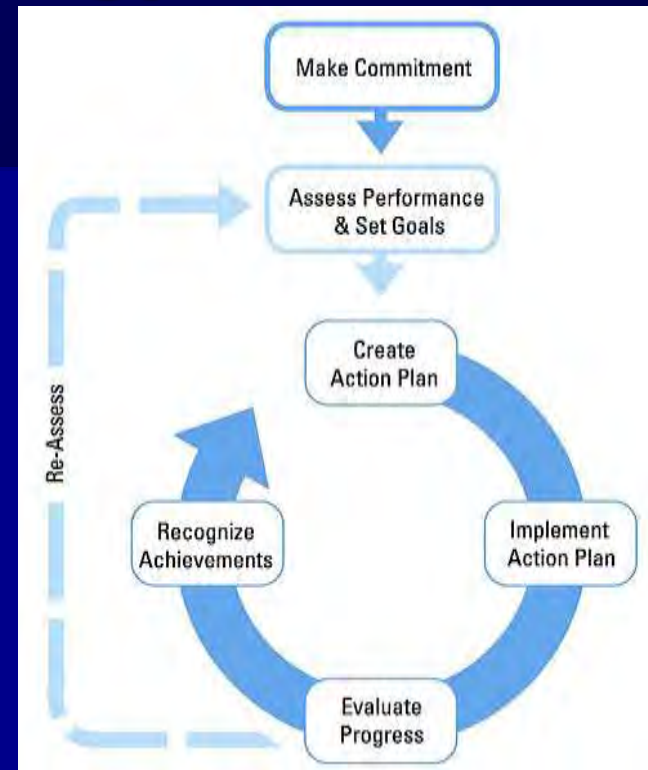 Make Commitment
Assess Performance
& Set Goals
Create
Action Plan
Re-Assess
Recognize
Achievements
Implement
Action Plan
Evaluate
Progress